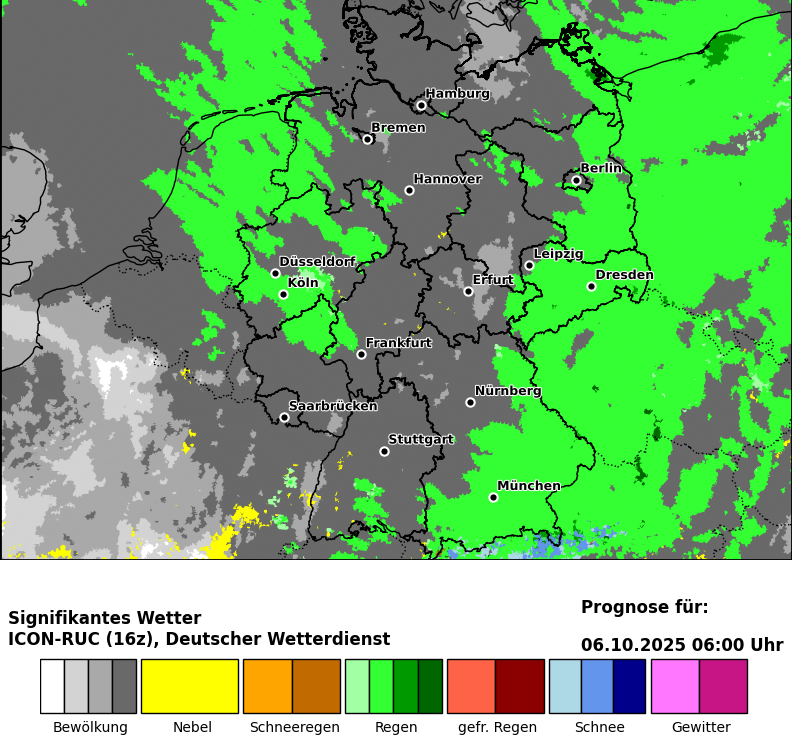 Hamburg
Bremen
Berlin
Hannover
Leipzig
Düsseldorf
Dresden
Erfurt
Köln
Frankfurt
Nürnberg
Saarbrücken
Stuttgart
München
Signifikantes Wetter
ICON-RUC (16z), Deutscher Wetterdienst
Prognose für:
06.10.2025 06:00 Uhr
Bewölkung Nebel Schneeregen Regen gefr. Regen Schnee Gewitter